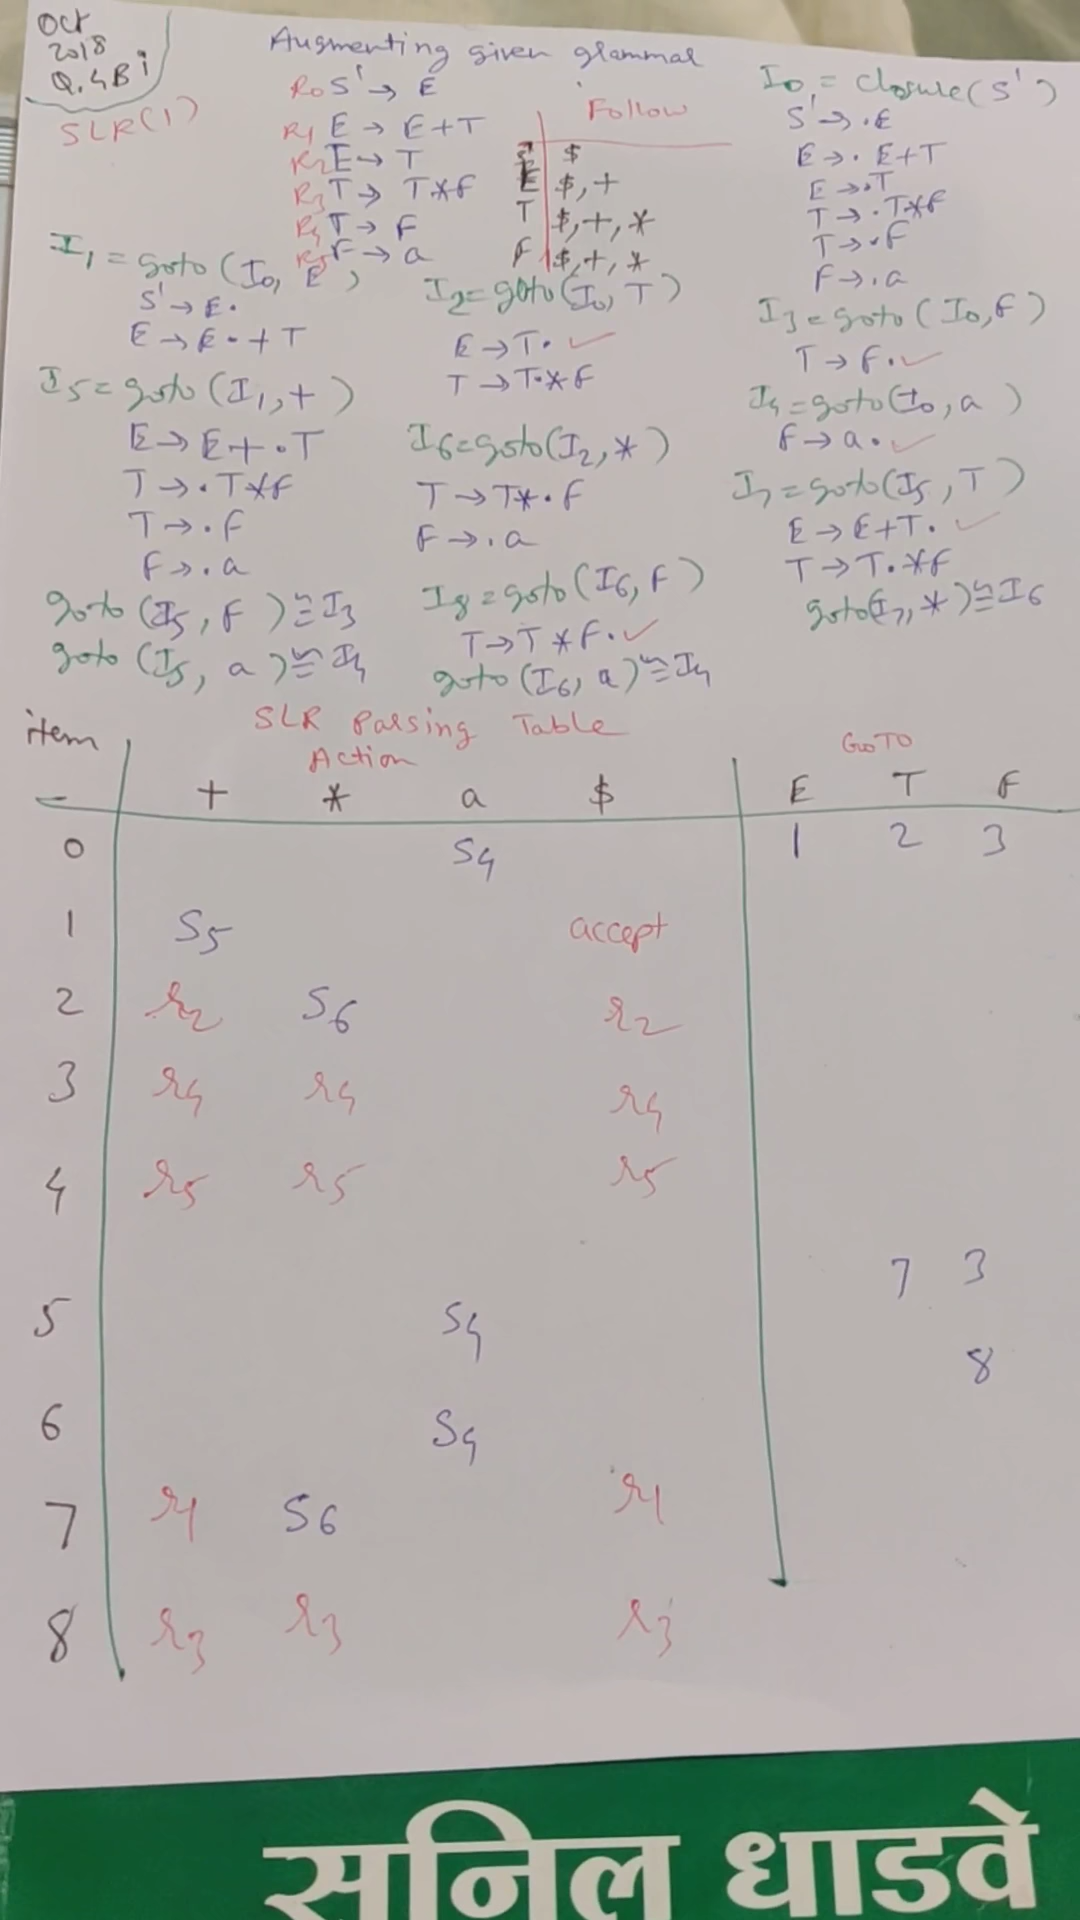 Oct
2018
Q.4B i
SLR(1)
Augmenting given grammar
R0 S' → E
R1 E → E+T
R2 E → T
R3 T → T*F
R4 T → F
R5 F → a
Follow
S' $
E $,+
T $,+,*
F $,+,*
I0 = closure(S')
S' → .E
E → . E+T
E → .T
T → .T*F
T → .F
F → .a
I1 = goto (I0, E)
S' → E.
E → E.+T
I2 = goto(I0, T)
E → T. ✓
T → T.*F
I3 = goto (I0,F)
T → F. ✓
I4 = goto(I0, a)
F → a. ✓
I5 = goto (I1,+)
E → E+.T
T → .T*F
T → .F
F → .a
goto (I5, F) ≅ I3
goto (I5, a) ≅ I4
I6 = goto(I2,*)
T → T*.F
F → .a
I7 = goto(I5,T)
E → E+T. ✓
T → T.*F
goto(I7,*) ≅ I6
I8 = goto(I6,F)
T → T*F. ✓
goto (I6, a) ≅ I4
SLR Parsing Table
item Action GOTO
+ * a $ E T F
0 S4 1 2 3
1 S5 accept
2 r2 S6 r2
3 r4 r4 r4
4 r5 r5 r5
5 S4 7 3
6 S4 8
7 r1 S6 r1
8 r3 r3 r3
सुनिल धाडवे